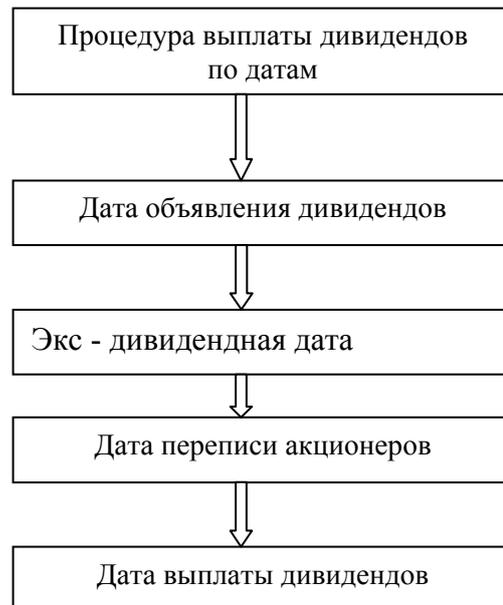 Процедура выплаты дивидендов
по датам
Дата объявления дивидендов
Экс - дивидендная дата
Дата переписи акционеров
Дата выплаты дивидендов